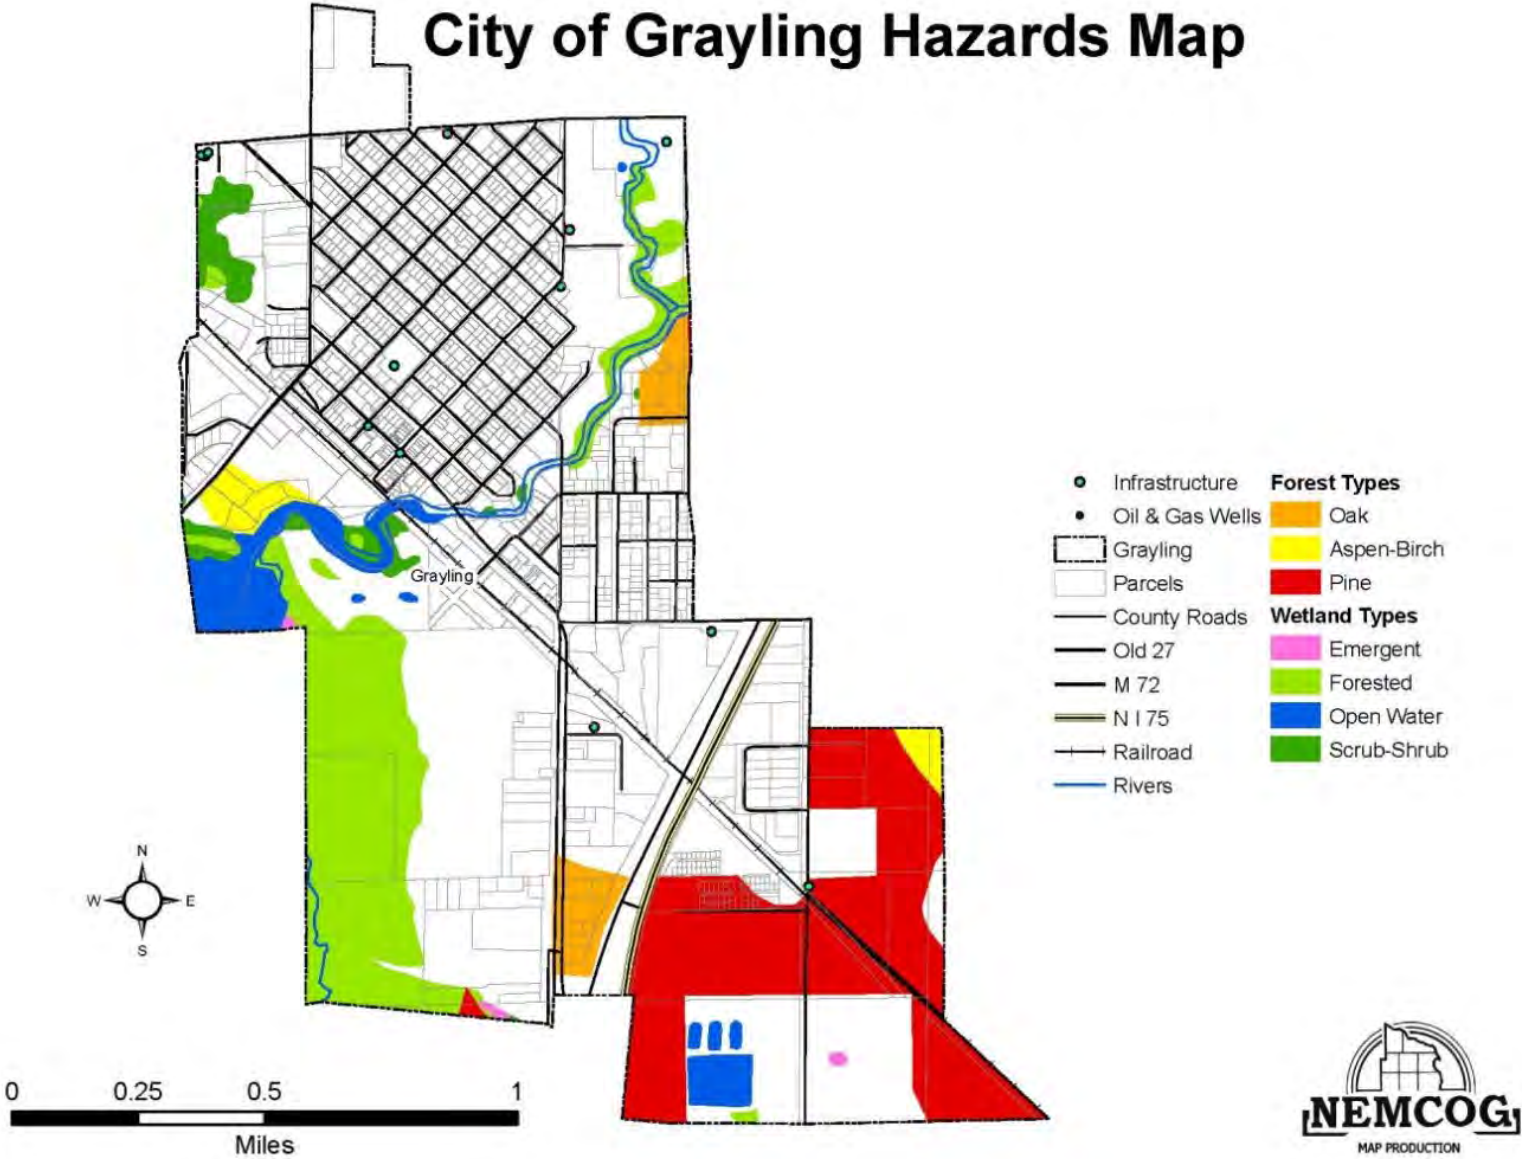 City of Grayling Hazards Map
Grayling
Infrastructure
Oil & Gas Wells
Grayling
Parcels
County Roads
Old 27
M 72
N I 75
Railroad
Rivers
Forest Types
Oak
Aspen-Birch
Pine
Wetland Types
Emergent
Forested
Open Water
Scrub-Shrub
N
W E
S
0 0.25 0.5 1
Miles
NEMCOG
MAP PRODUCTION